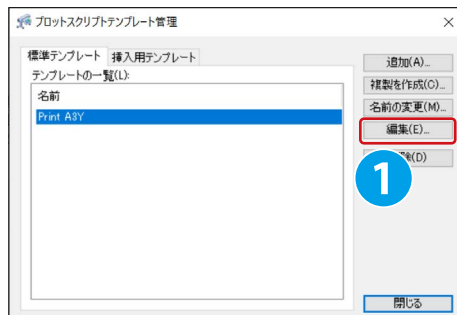 プロットスクリプトテンプレート管理
標準テンプレート 挿入用テンプレート
テンプレートの一覧(L):
名前
Print A3Y
追加(A)...
複製を作成(C)...
名前の変更(M)...
編集(E)...
(D)
1
閉じる